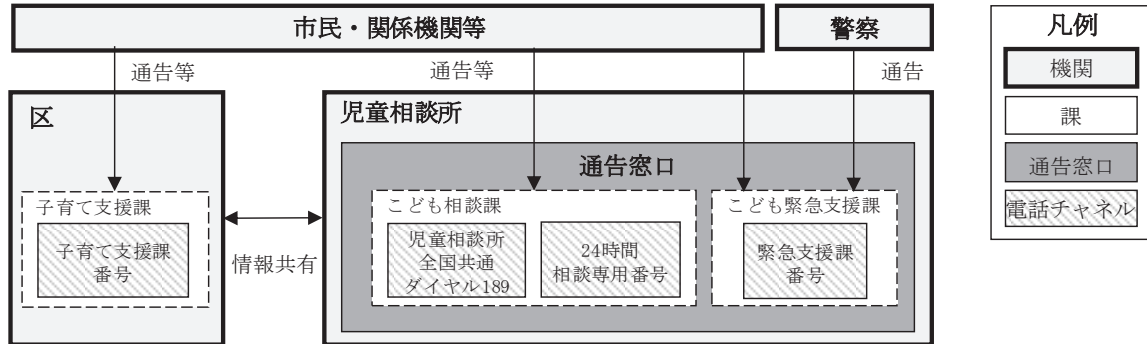 市民・関係機関等
警察
通告等
通告等
通告
区
子育て支援課
子育て支援課
番号
情報共有
児童相談所
通告窓口
こども相談課
児童相談所
全国共通
ダイヤル189
24時間
相談専用番号
こども緊急支援課
緊急支援課
番号
凡例
機関
課
通告窓口
電話チャネル